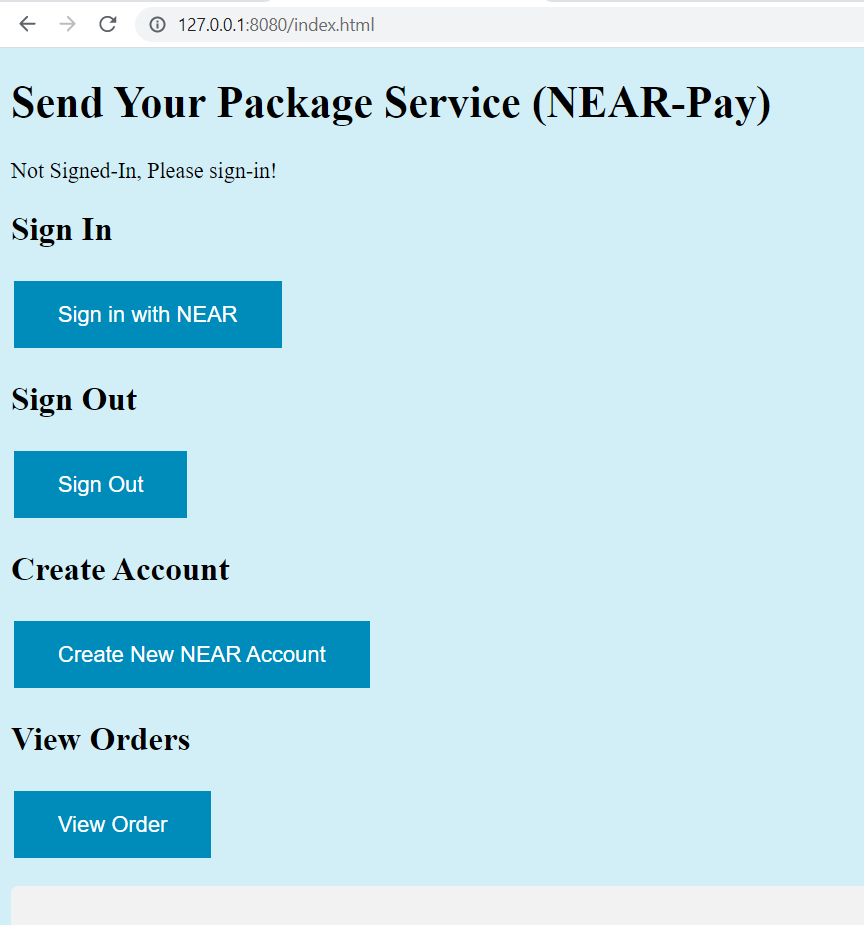 127.0.0.1:8080/index.html
Send Your Package Service (NEAR-Pay)
Not Signed-In, Please sign-in!
Sign In
Sign in with NEAR
Sign Out
Sign Out
Create Account
Create New NEAR Account
View Orders
View Order